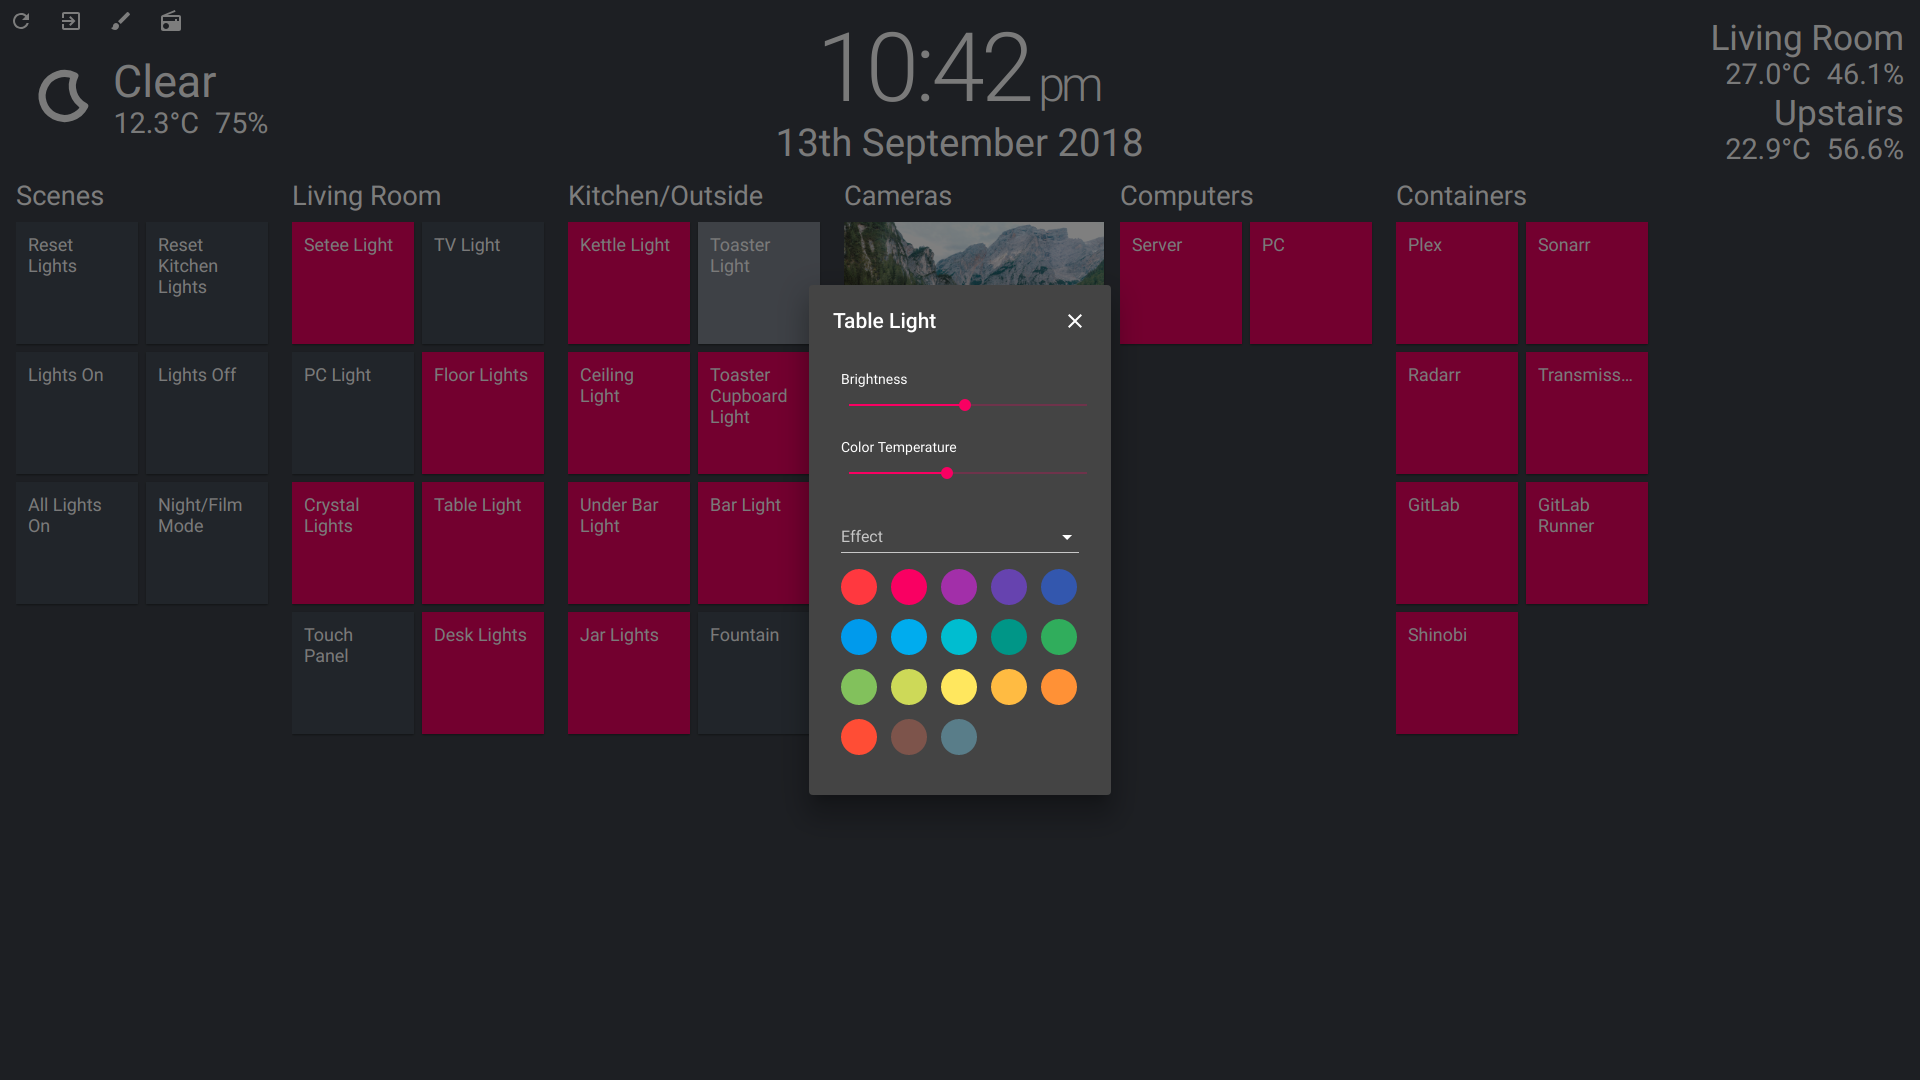 Clear
12.3°C 75%
10:42 pm
13th September 2018
Living Room
27.0°C 46.1%
Upstairs
22.9°C 56.6%
Scenes
Reset
Lights
Reset
Kitchen
Lights
Lights On
Lights Off
All Lights
On
Night/Film
Mode
Living Room
Setee Light
TV Light
PC Light
Floor Lights
Crystal
Lights
Table Light
Touch
Panel
Desk Lights
Kitchen/Outside
Kettle Light
Toaster
Light
Ceiling
Light
Toaster
Cupboard
Light
Under Bar
Light
Bar Light
Jar Lights
Fountain
Cameras
Table Light
Brightness
Color Temperature
Effect
Computers
Server
PC
Containers
Plex
Sonarr
Radarr
Transmiss...
GitLab
GitLab
Runner
Shinobi